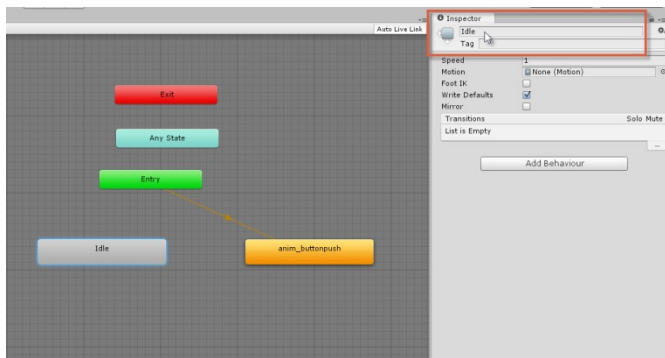 Auto Live Link
Exit
Any State
Entry
Idle
anim_buttonpush
Inspector
Idle
Tag
Speed 1
Motion None (Motion)
Foot IK
Write Defaults
Mirror
Transitions Solo Mute
List is Empty
Add Behaviour